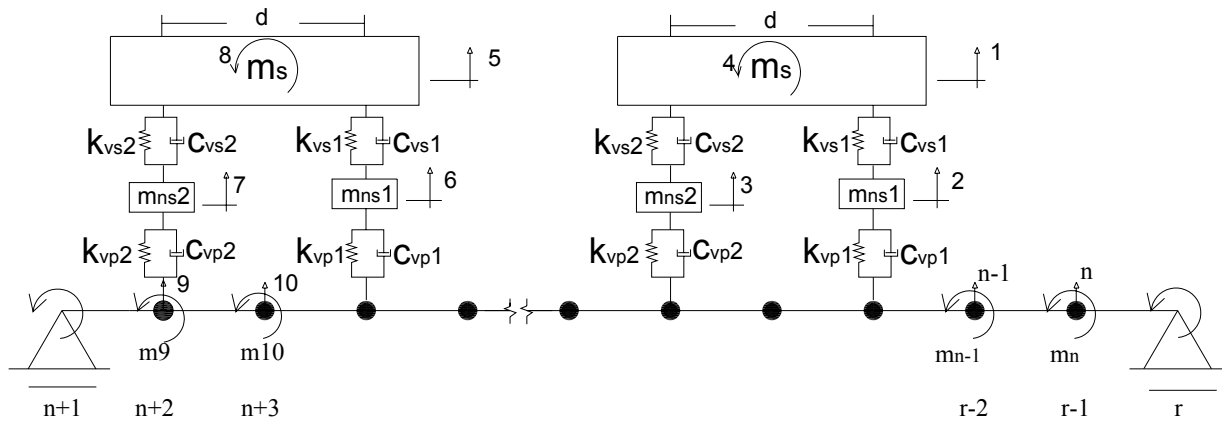 d d
8 ms 5 4 ms 1
kvs2 cvs2 kvs1 cvs1 kvs2 cvs2 kvs1 cvs1
mns2 7 mns1 6 mns2 3 mns1 2
kvp2 cvp2 kvp1 cvp1 kvp2 cvp2 kvp1 cvp1
9 10 n-1 n
m9 m10 mn-1 mn
n+1 n+2 n+3 r-2 r-1 r